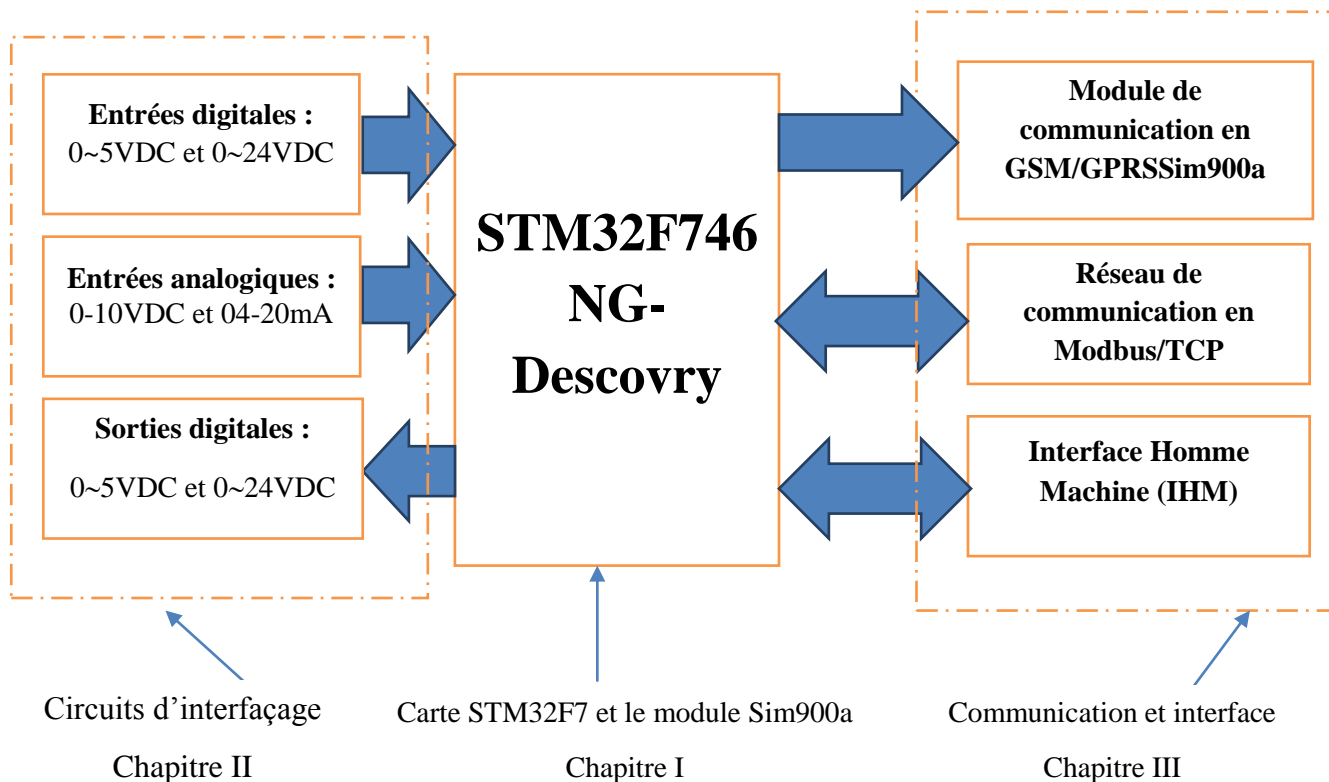 Entrées digitales :
0~5VDC et 0~24VDC
Entrées analogiques :
0-10VDC et 04-20mA
Sorties digitales :
0~5VDC et 0~24VDC
STM32F746
NG-
Descovry
Module de
communication en
GSM/GPRSSim900a
Réseau de
communication en
Modbus/TCP
Interface Homme
Machine (IHM)
Circuits d’interfaçage
Chapitre II
Carte STM32F7 et le module Sim900a
Chapitre I
Communication et interface
Chapitre III